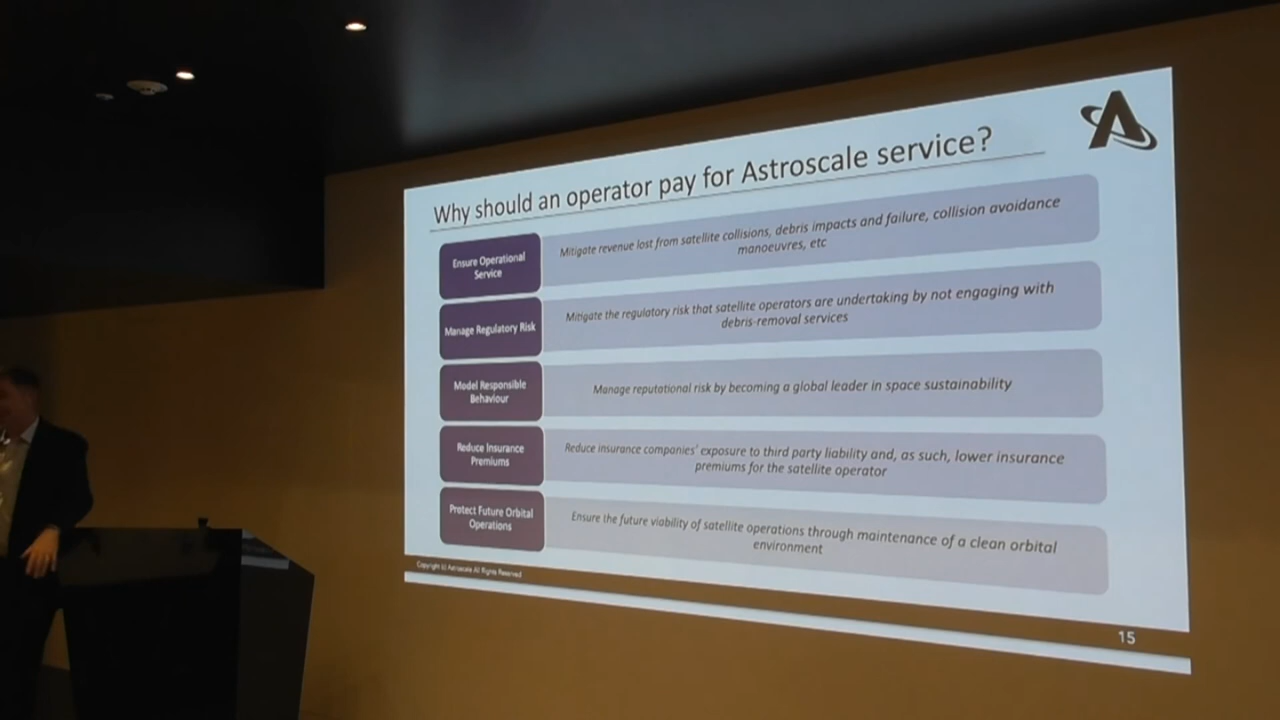 Why should an operator pay for Astroscale service?
Ensure Operational
Service
Mitigate revenue lost from satellite collisions, debris impacts and failure, collision avoidance
manoeuvres, etc
Manage Regulatory Risk
Mitigate the regulatory risk that satellite operators are undertaking by not engaging with
debris-removal services
Model Responsible
Behaviour
Manage reputational risk by becoming a global leader in space sustainability
Reduce Insurance
Premiums
Reduce insurance companies' exposure to third party liability and, as such, lower insurance
premiums for the satellite operator
Protect Future Orbital
Operations
Ensure the future viability of satellite operations through maintenance of a clean orbital
environment
Copyright (c) Astroscale All Rights Reserved
15